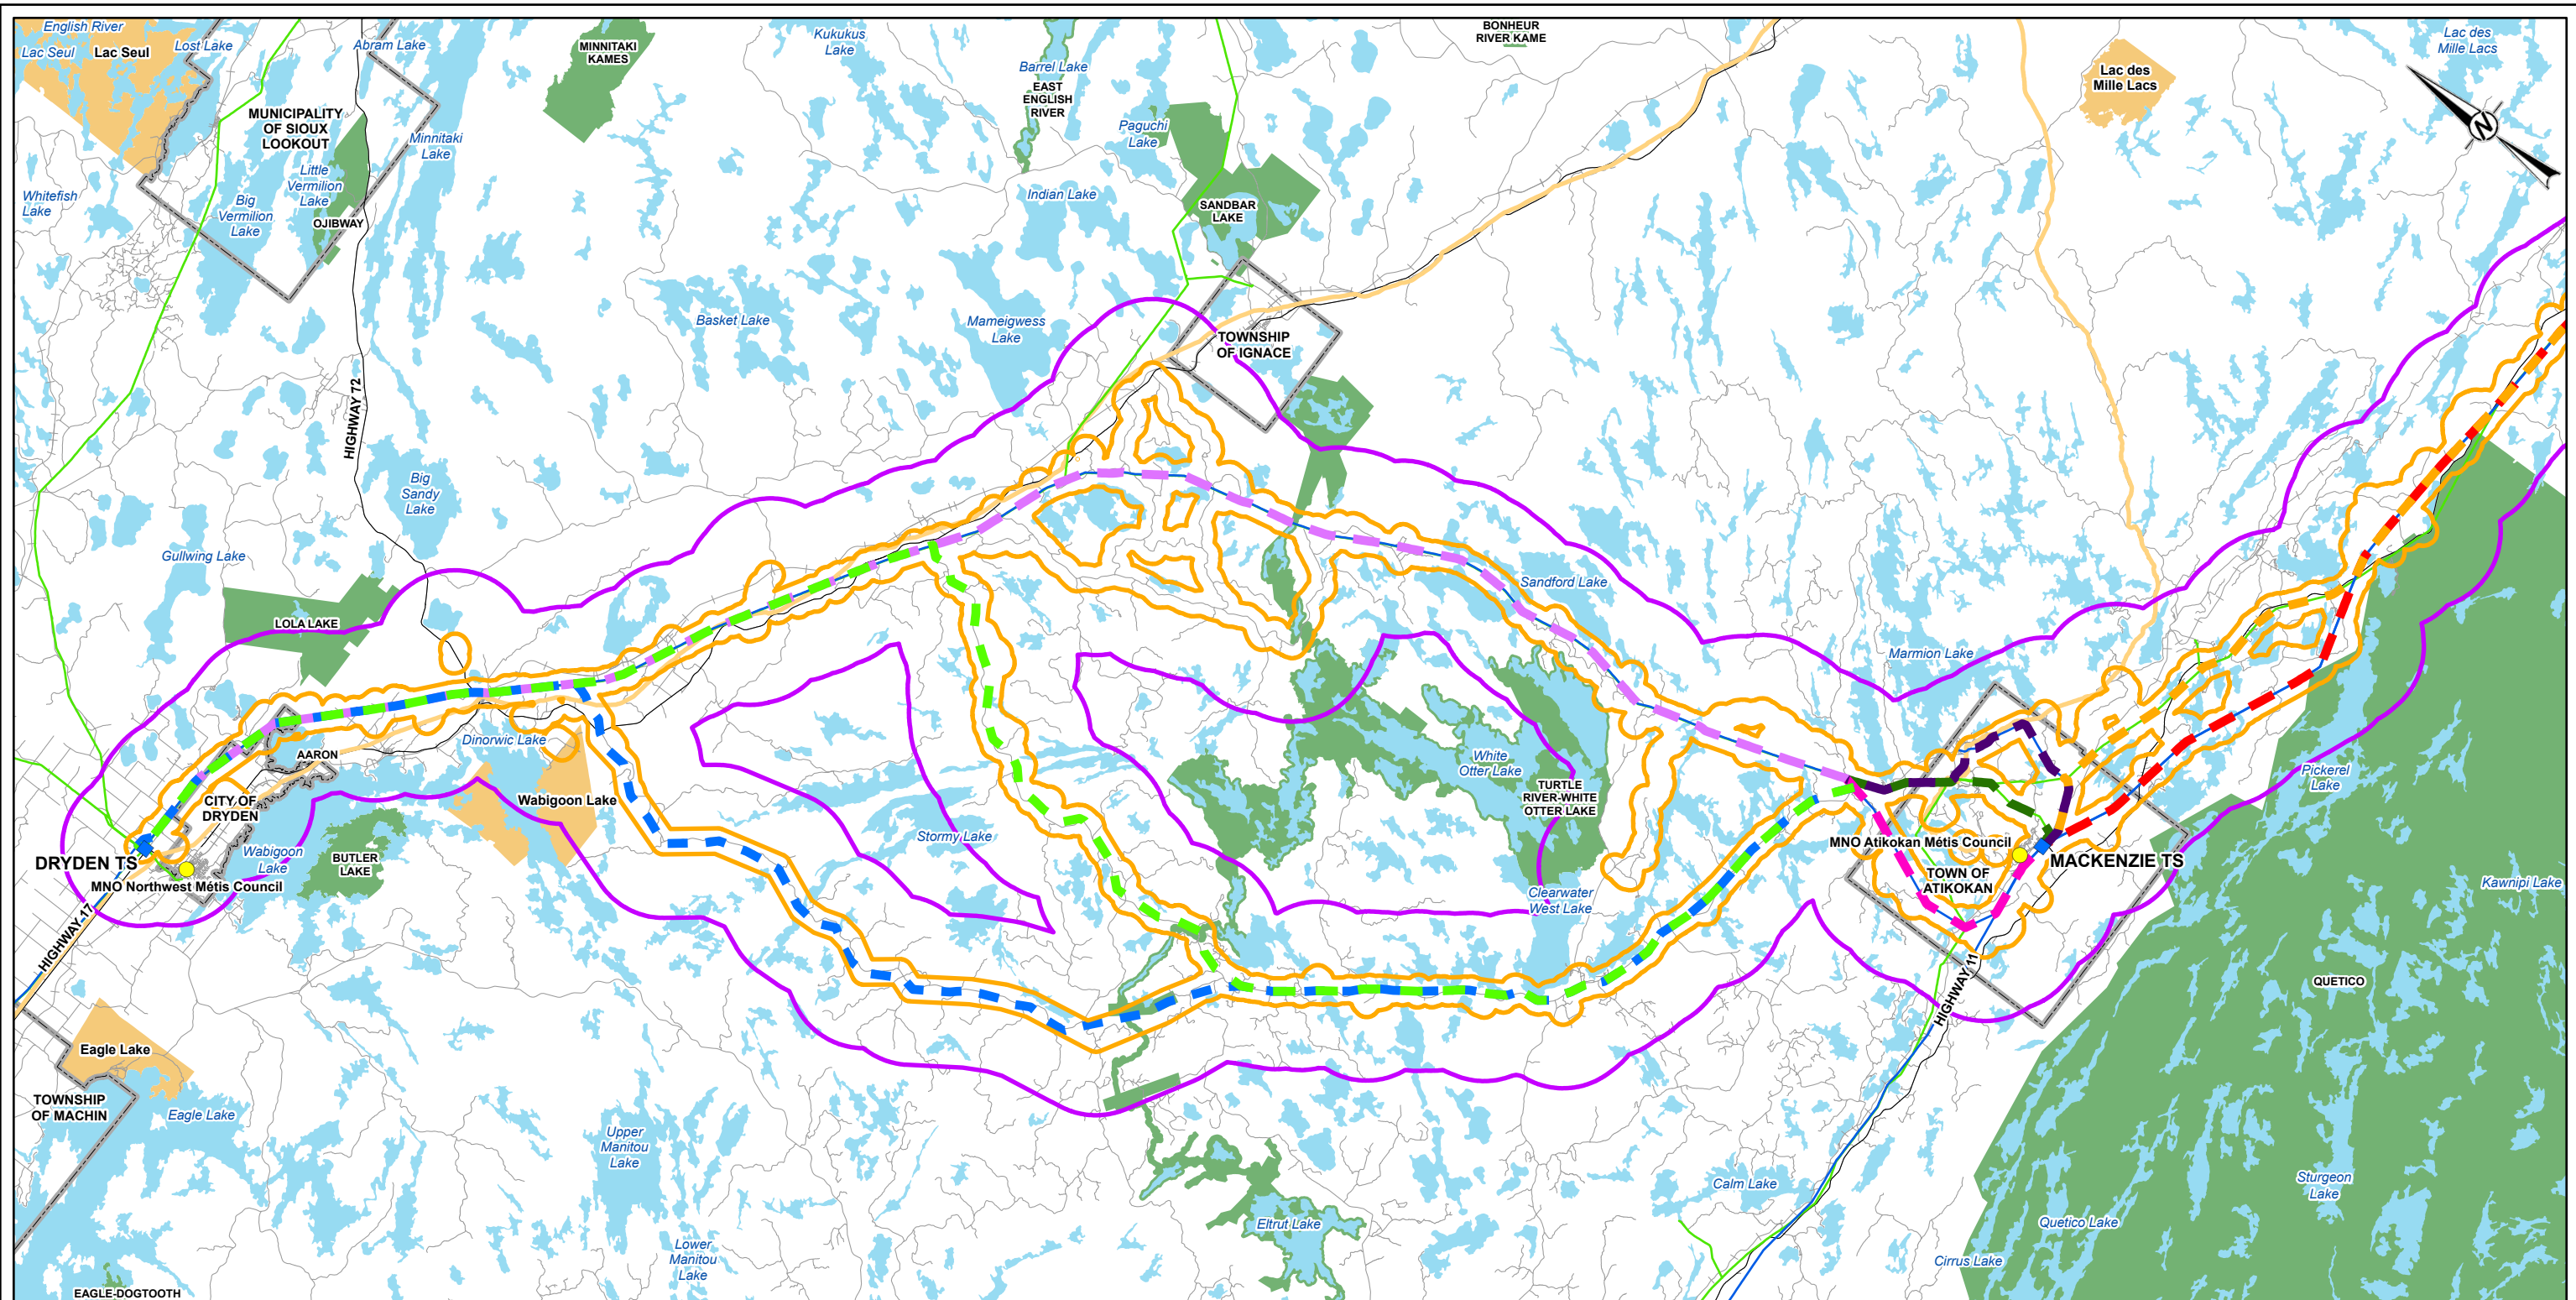 English River
Lac Seul
Lac Seul
Lost Lake
Abram Lake
MINNITAKI
KAMES
Kukukus
Lake
Barrel Lake
EAST
ENGLISH
RIVER
BONHEUR
RIVER KAME
Lac des
Mille Lacs
Lac des
Mille Lacs
N
MUNICIPALITY
OF SIOUX
LOOKOUT
Minnitaki
Lake
Paguchi
Lake
Little
Vermilion
Lake
Whitefish
Lake
Big
Vermilion
Lake
OJIBWAY
Indian Lake
SANDBAR
LAKE
Basket Lake
Mameigwess
Lake
TOWNSHIP
OF IGNACE
HIGHWAY 72
Big
Sandy
Lake
Gullwing Lake
LOLA LAKE
Sandford Lake
Marmion Lake
Dinorwic Lake
AARON
CITY OF
DRYDEN
Wabigoon Lake
White
Otter Lake
TURTLE
RIVER-WHITE
OTTER LAKE
Pickerel
Lake
Stormy Lake
MNO Atikokan Métis Council
MACKENZIE TS
DRYDEN TS
Wabigoon
Lake
BUTLER
LAKE
MNO Northwest Métis Council
TOWN OF
ATIKOKAN
Clearwater
West Lake
Kawnipi Lake
HIGHWAY 17
HIGHWAY 11
QUETICO
Eagle Lake
TOWNSHIP
OF MACHIN
Eagle Lake
Upper
Manitou
Lake
Calm Lake
Sturgeon
Lake
Eltrut Lake
Quetico Lake
Lower
Manitou
Lake
Cirrus Lake
EAGLE-DOGTOOTH